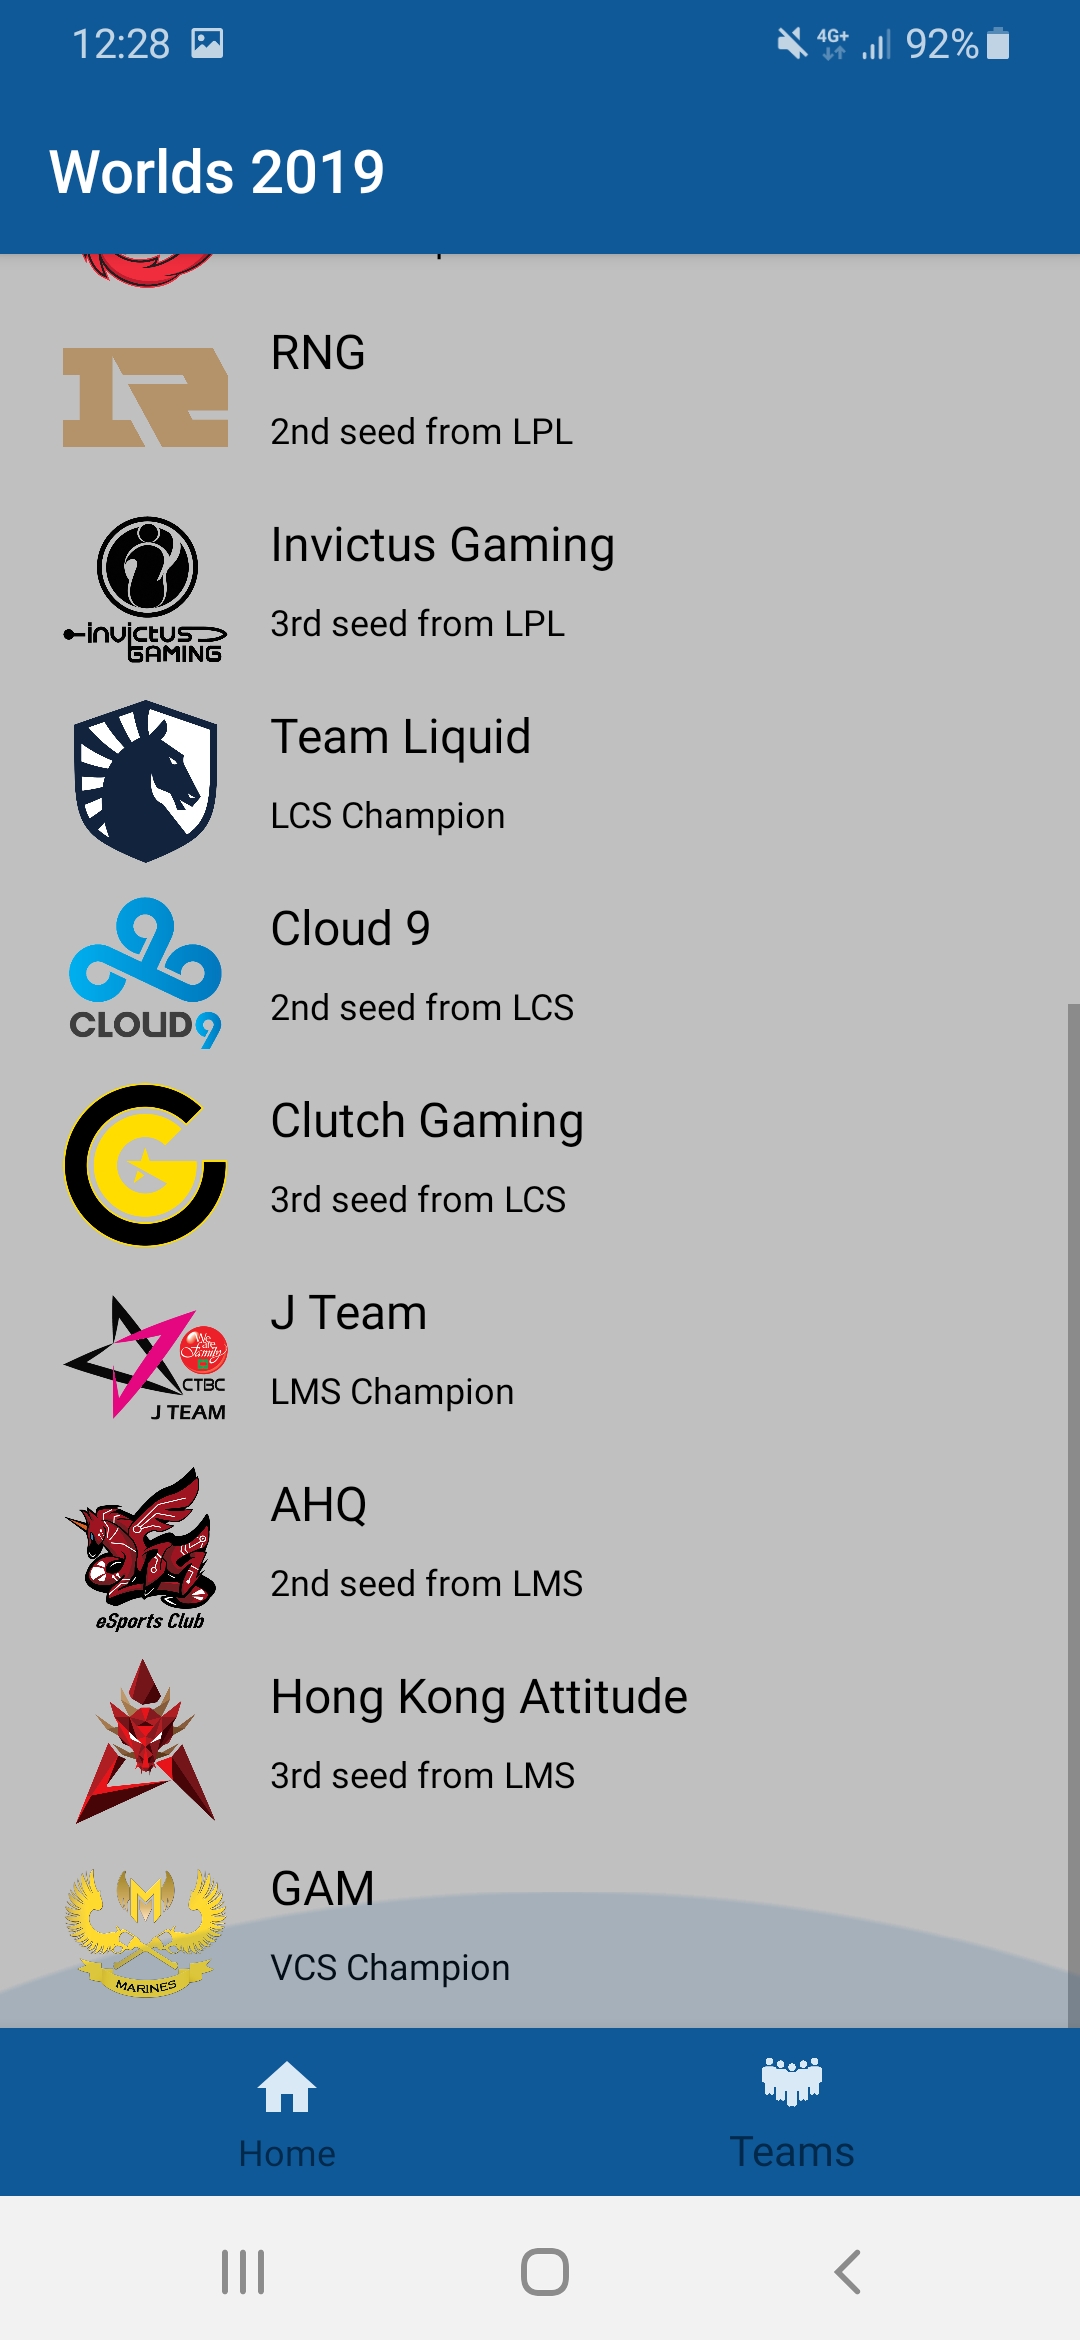 12:28
4G+ 92%
Worlds 2019
RNG
2nd seed from LPL
Invictus Gaming
invictus
GAMING
3rd seed from LPL
Team Liquid
LCS Champion
Cloud 9
CLOUD9
2nd seed from LCS
Clutch Gaming
3rd seed from LCS
J Team
We are Family
CTBC
J TEAM
LMS Champion
AHQ
ahq
eSports Club
2nd seed from LMS
Hong Kong Attitude
3rd seed from LMS
GAM
M
MARINES
VCS Champion
Home
Teams